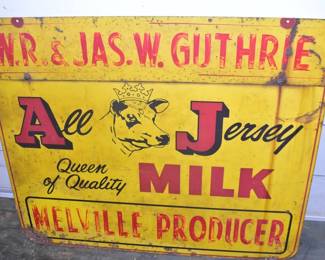 N.R. & JAS. W. GUTHRIE
All Jersey
Queen
of Quality
MILK
MELVILLE PRODUCER